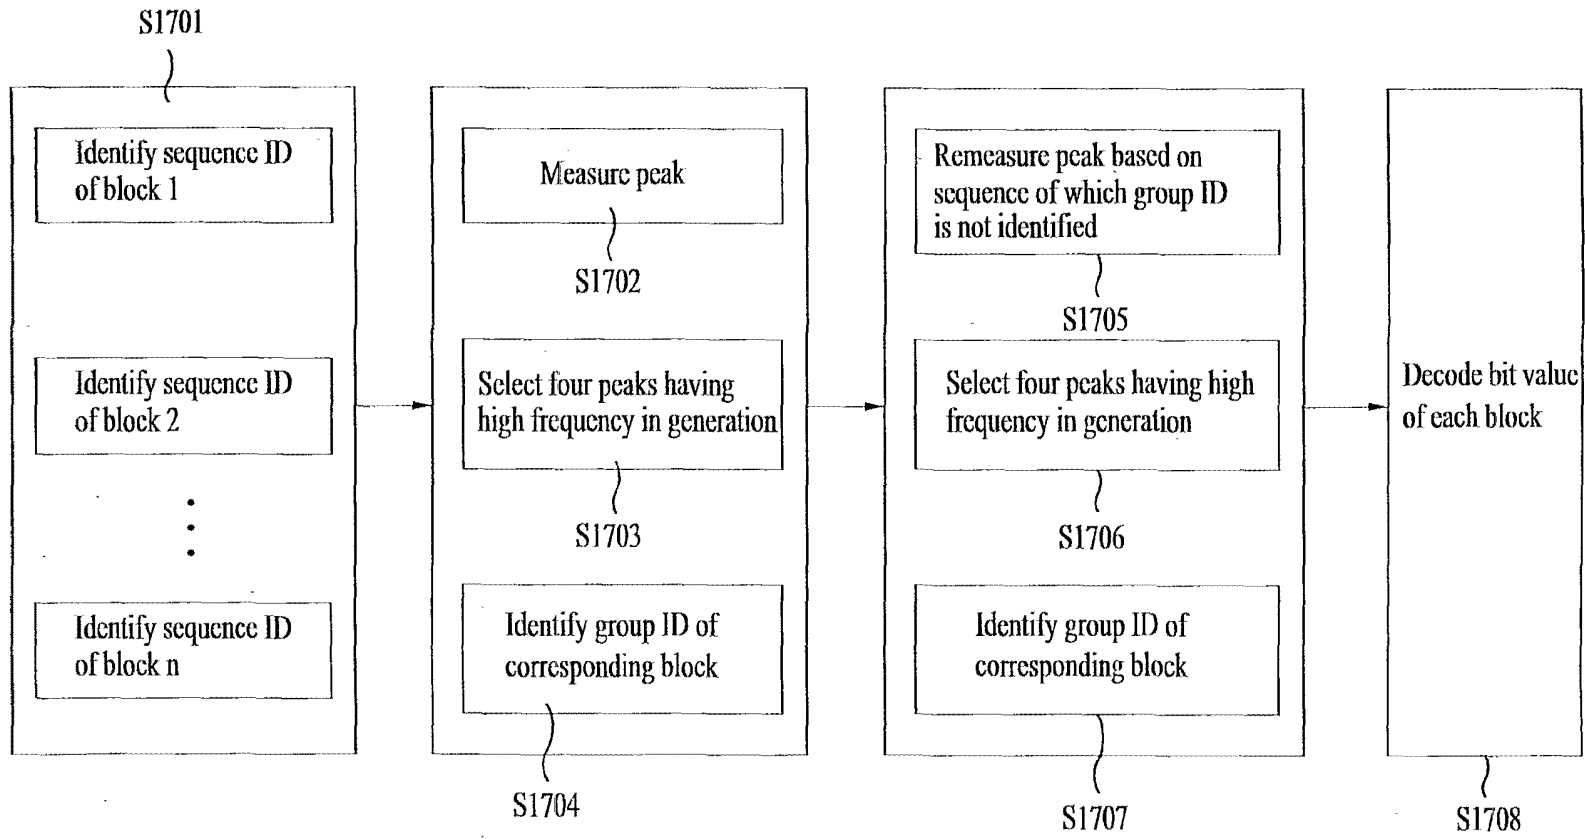 S1701
Identify sequence ID
of block 1
Identify sequence ID
of block 2
Identify sequence ID
of block n
Measure peak
S1702
Select four peaks having
high frequency in generation
S1703
Identify group ID of
corresponding block
S1704
Remeasure peak based on
sequence of which group ID
is not identified
S1705
Select four peaks having high
frequency in generation
S1706
Identify group ID of
corresponding block
S1707
Decode bit value
of each block
S1708